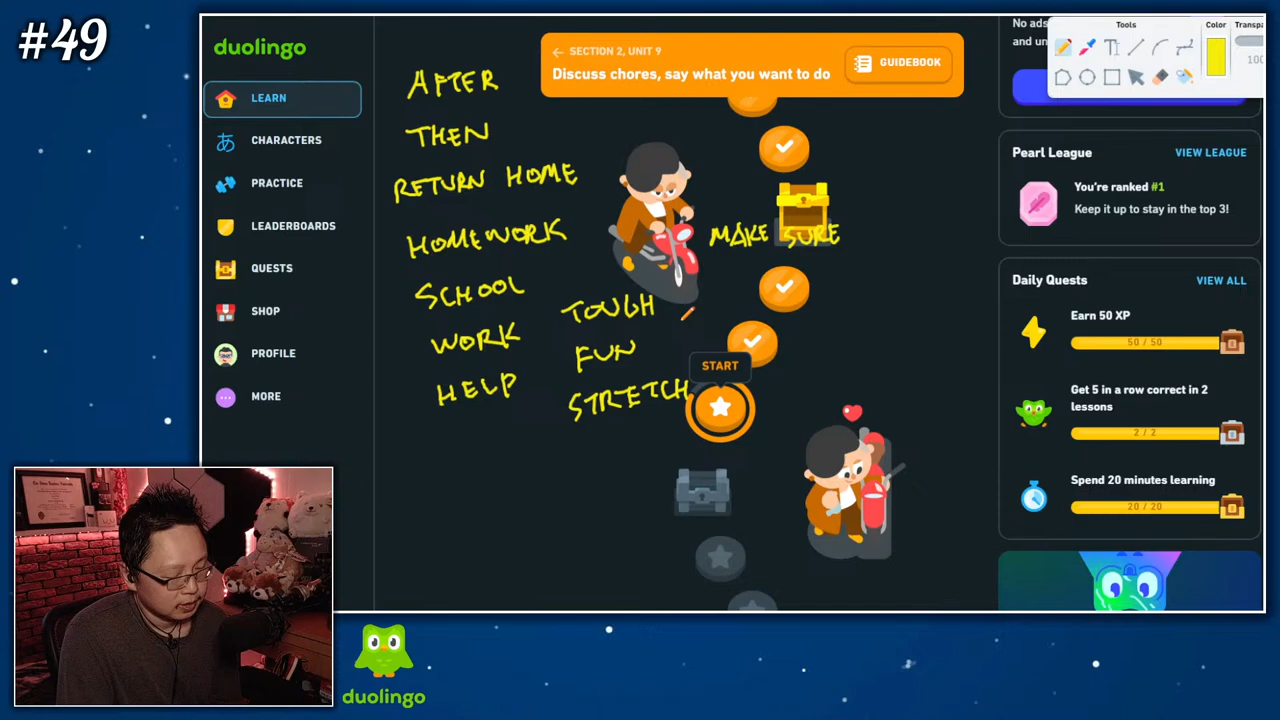 #49
duolingo
LEARN
CHARACTERS
PRACTICE
LEADERBOARDS
QUESTS
SHOP
PROFILE
MORE
AFTER
THEN
RETURN HOME
HOMEWORK
SCHOOL
WORK
HELP
TOUGH
FUN
STRETCH
MAKE SURE
SECTION 2, UNIT 9
Discuss chores, say what you want to do
GUIDEBOOK
START
No ads
and un
Tools
Color
Transpa
100
Pearl League
VIEW LEAGUE
You're ranked #1
Keep it up to stay in the top 3!
Daily Quests
VIEW ALL
Earn 50 XP
50 / 50
Get 5 in a row correct in 2
lessons
2 / 2
Spend 20 minutes learning
20 / 20
duolingo